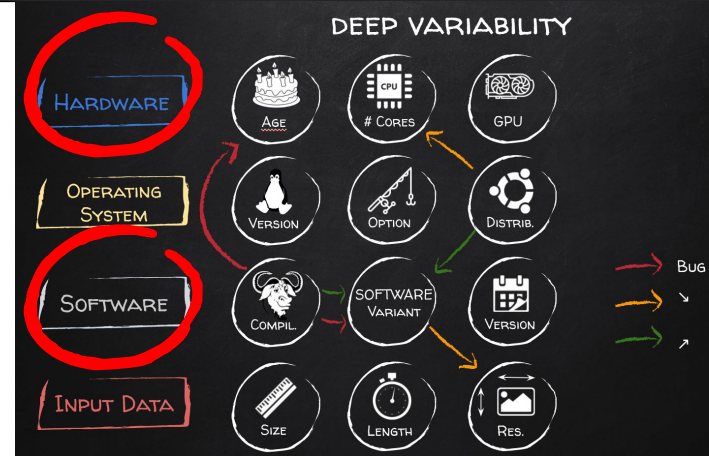 DEEP VARIABILITY
HARDWARE
AGE
CPU
# CORES
GPU
OPERATING
SYSTEM
VERSION
OPTION
DISTRIB.
SOFTWARE
COMPIL.
SOFTWARE
VARIANT
VERSION
INPUT DATA
SIZE
LENGTH
RES.
BUG
↘
↗